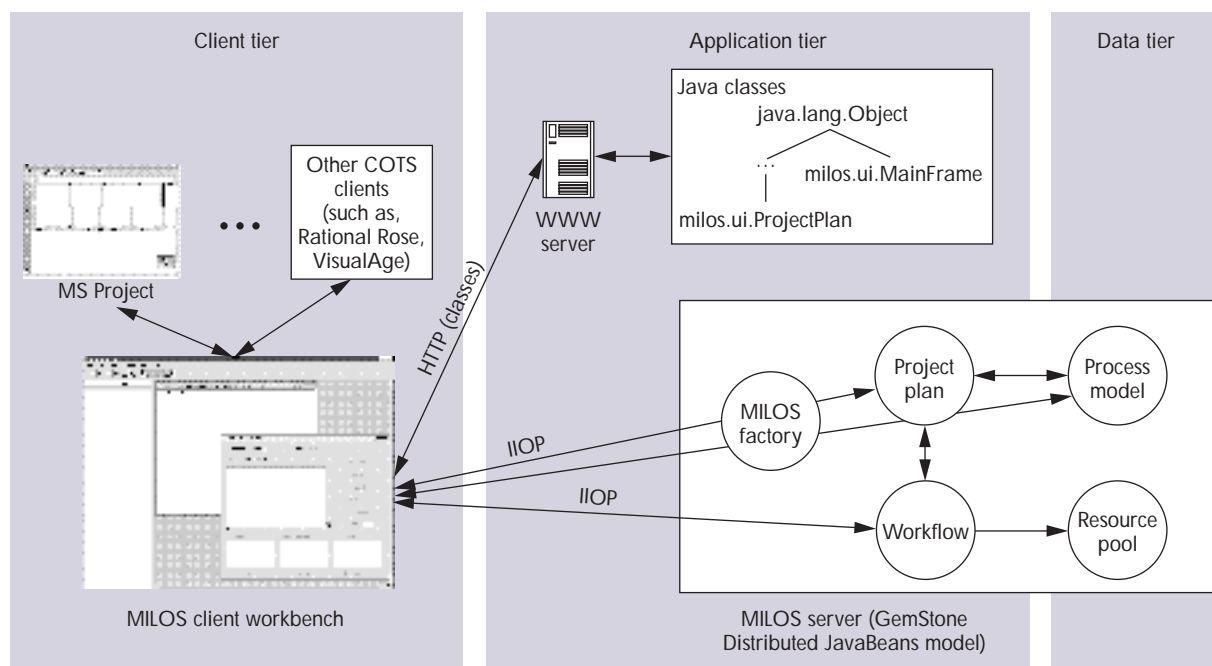 Client tier
Application tier
Data tier
Java classes
java.lang.Object
...
milos.ui.MainFrame
milos.ui.ProjectPlan
WWW
server
Other COTS
clients
(such as,
Rational Rose,
VisualAge)
MS Project
HTTP (classes)
Project
plan
Process
model
MILOS
factory
IIOP
IIOP
Workflow
Resource
pool
MILOS client workbench
MILOS server (GemStone
Distributed JavaBeans model)